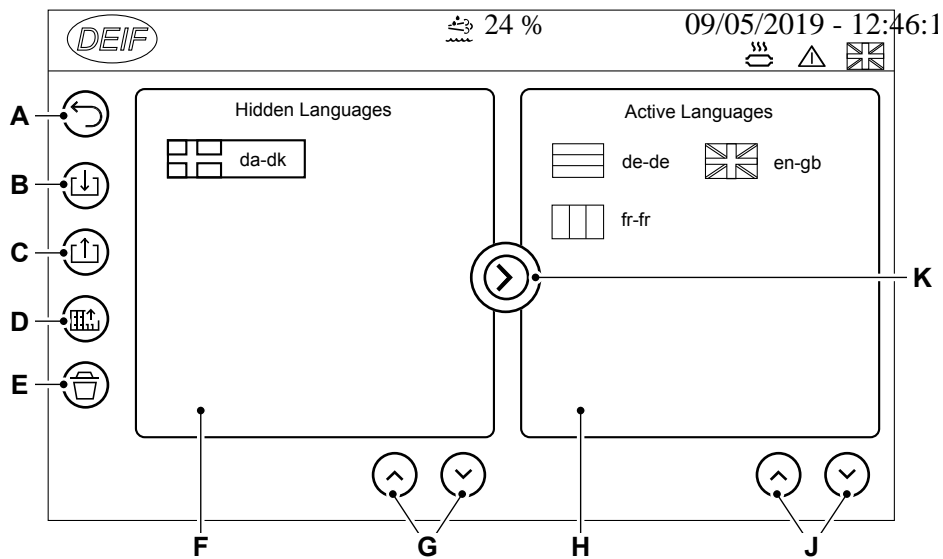 DEIF
24 %
09/05/2019 - 12:46:1
Hidden Languages
Active Languages
da-dk
de-de
en-gb
fr-fr
A
B
C
D
E
K
F
G
H
J